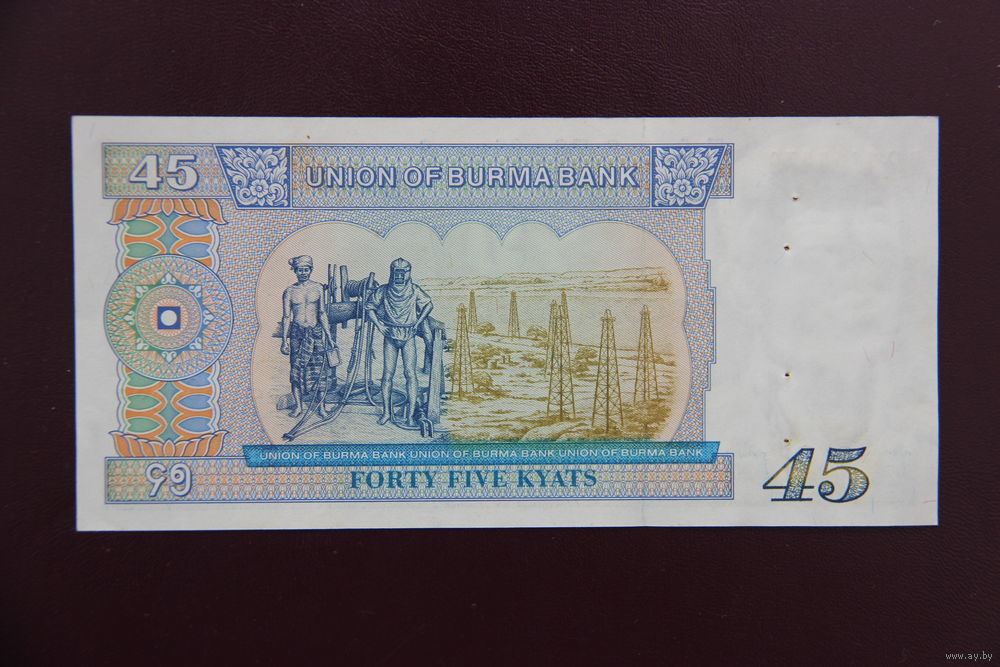 45
UNION OF BURMA BANK
UNION OF BURMA BANK UNION OF BURMA BANK UNION OF BURMA BANK
၄၅
FORTY FIVE KYATS
45
www.ay.by